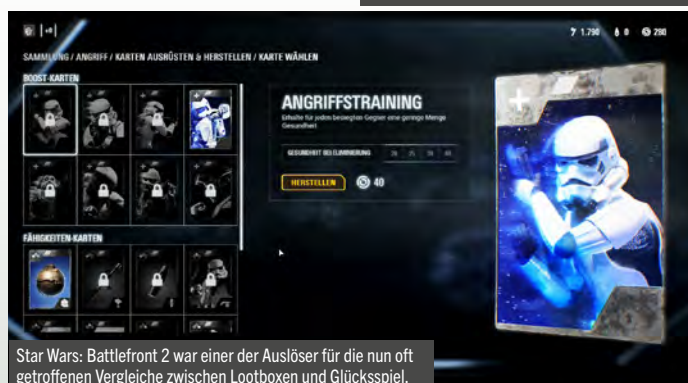 1.790 0 280
SAMMLUNG / ANGRIFF / KARTEN AUSRÜSTEN & HERSTELLEN / KARTE WÄHLEN
BOOST-KARTEN
ANGRIFFSTRAINING
Erhalte für jeden besiegten Gegner eine geringe Menge
Gesundheit
GESUNDHEIT BEI ELIMINIERUNG
HERSTELLEN 40
FÄHIGKEITEN-KARTEN
Star Wars: Battlefront 2 war einer der Auslöser für die nun oft
getroffenen Vergleiche zwischen Lootboxen und Glücksspiel.